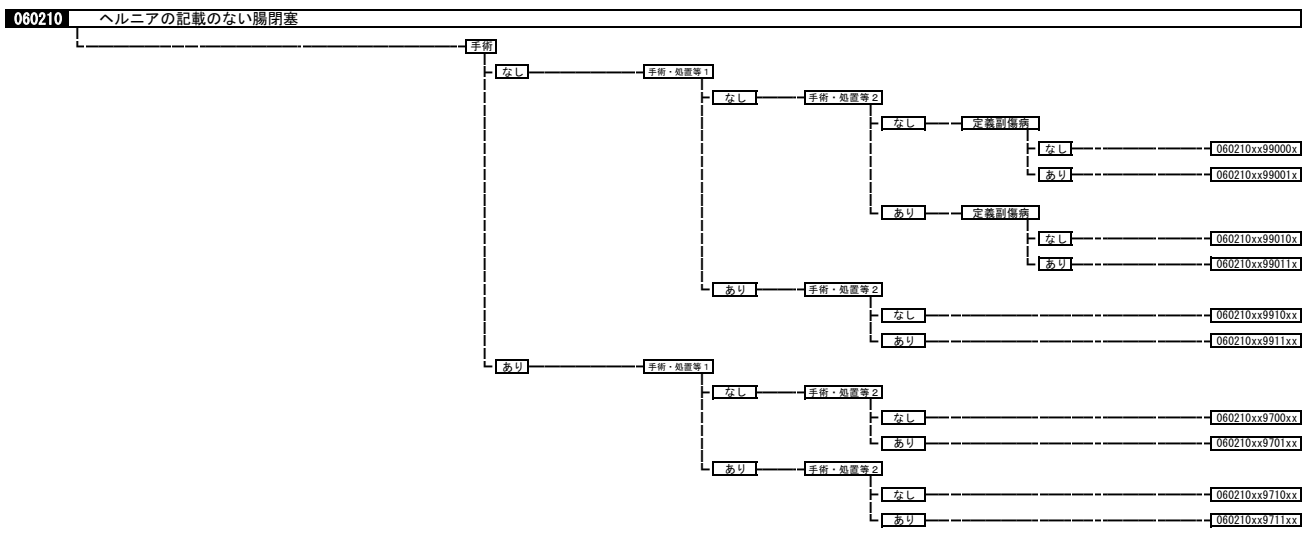 060210 ヘルニアの記載のない腸閉塞
手術
なし 手術・処置等１
なし 手術・処置等２
なし 定義副傷病
なし 060210xx99000x
あり 060210xx99001x
あり 定義副傷病
なし 060210xx99010x
あり 060210xx99011x
あり 手術・処置等２
なし 060210xx9910xx
あり 060210xx9911xx
あり 手術・処置等１
なし 手術・処置等２
なし 060210xx9700xx
あり 060210xx9701xx
あり 手術・処置等２
なし 060210xx9710xx
あり 060210xx9711xx